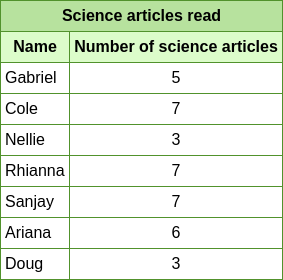 Science articles read
Name Number of science articles
Gabriel 5
Cole 7
Nellie 3
Rhianna 7
Sanjay 7
Ariana 6
Doug 3